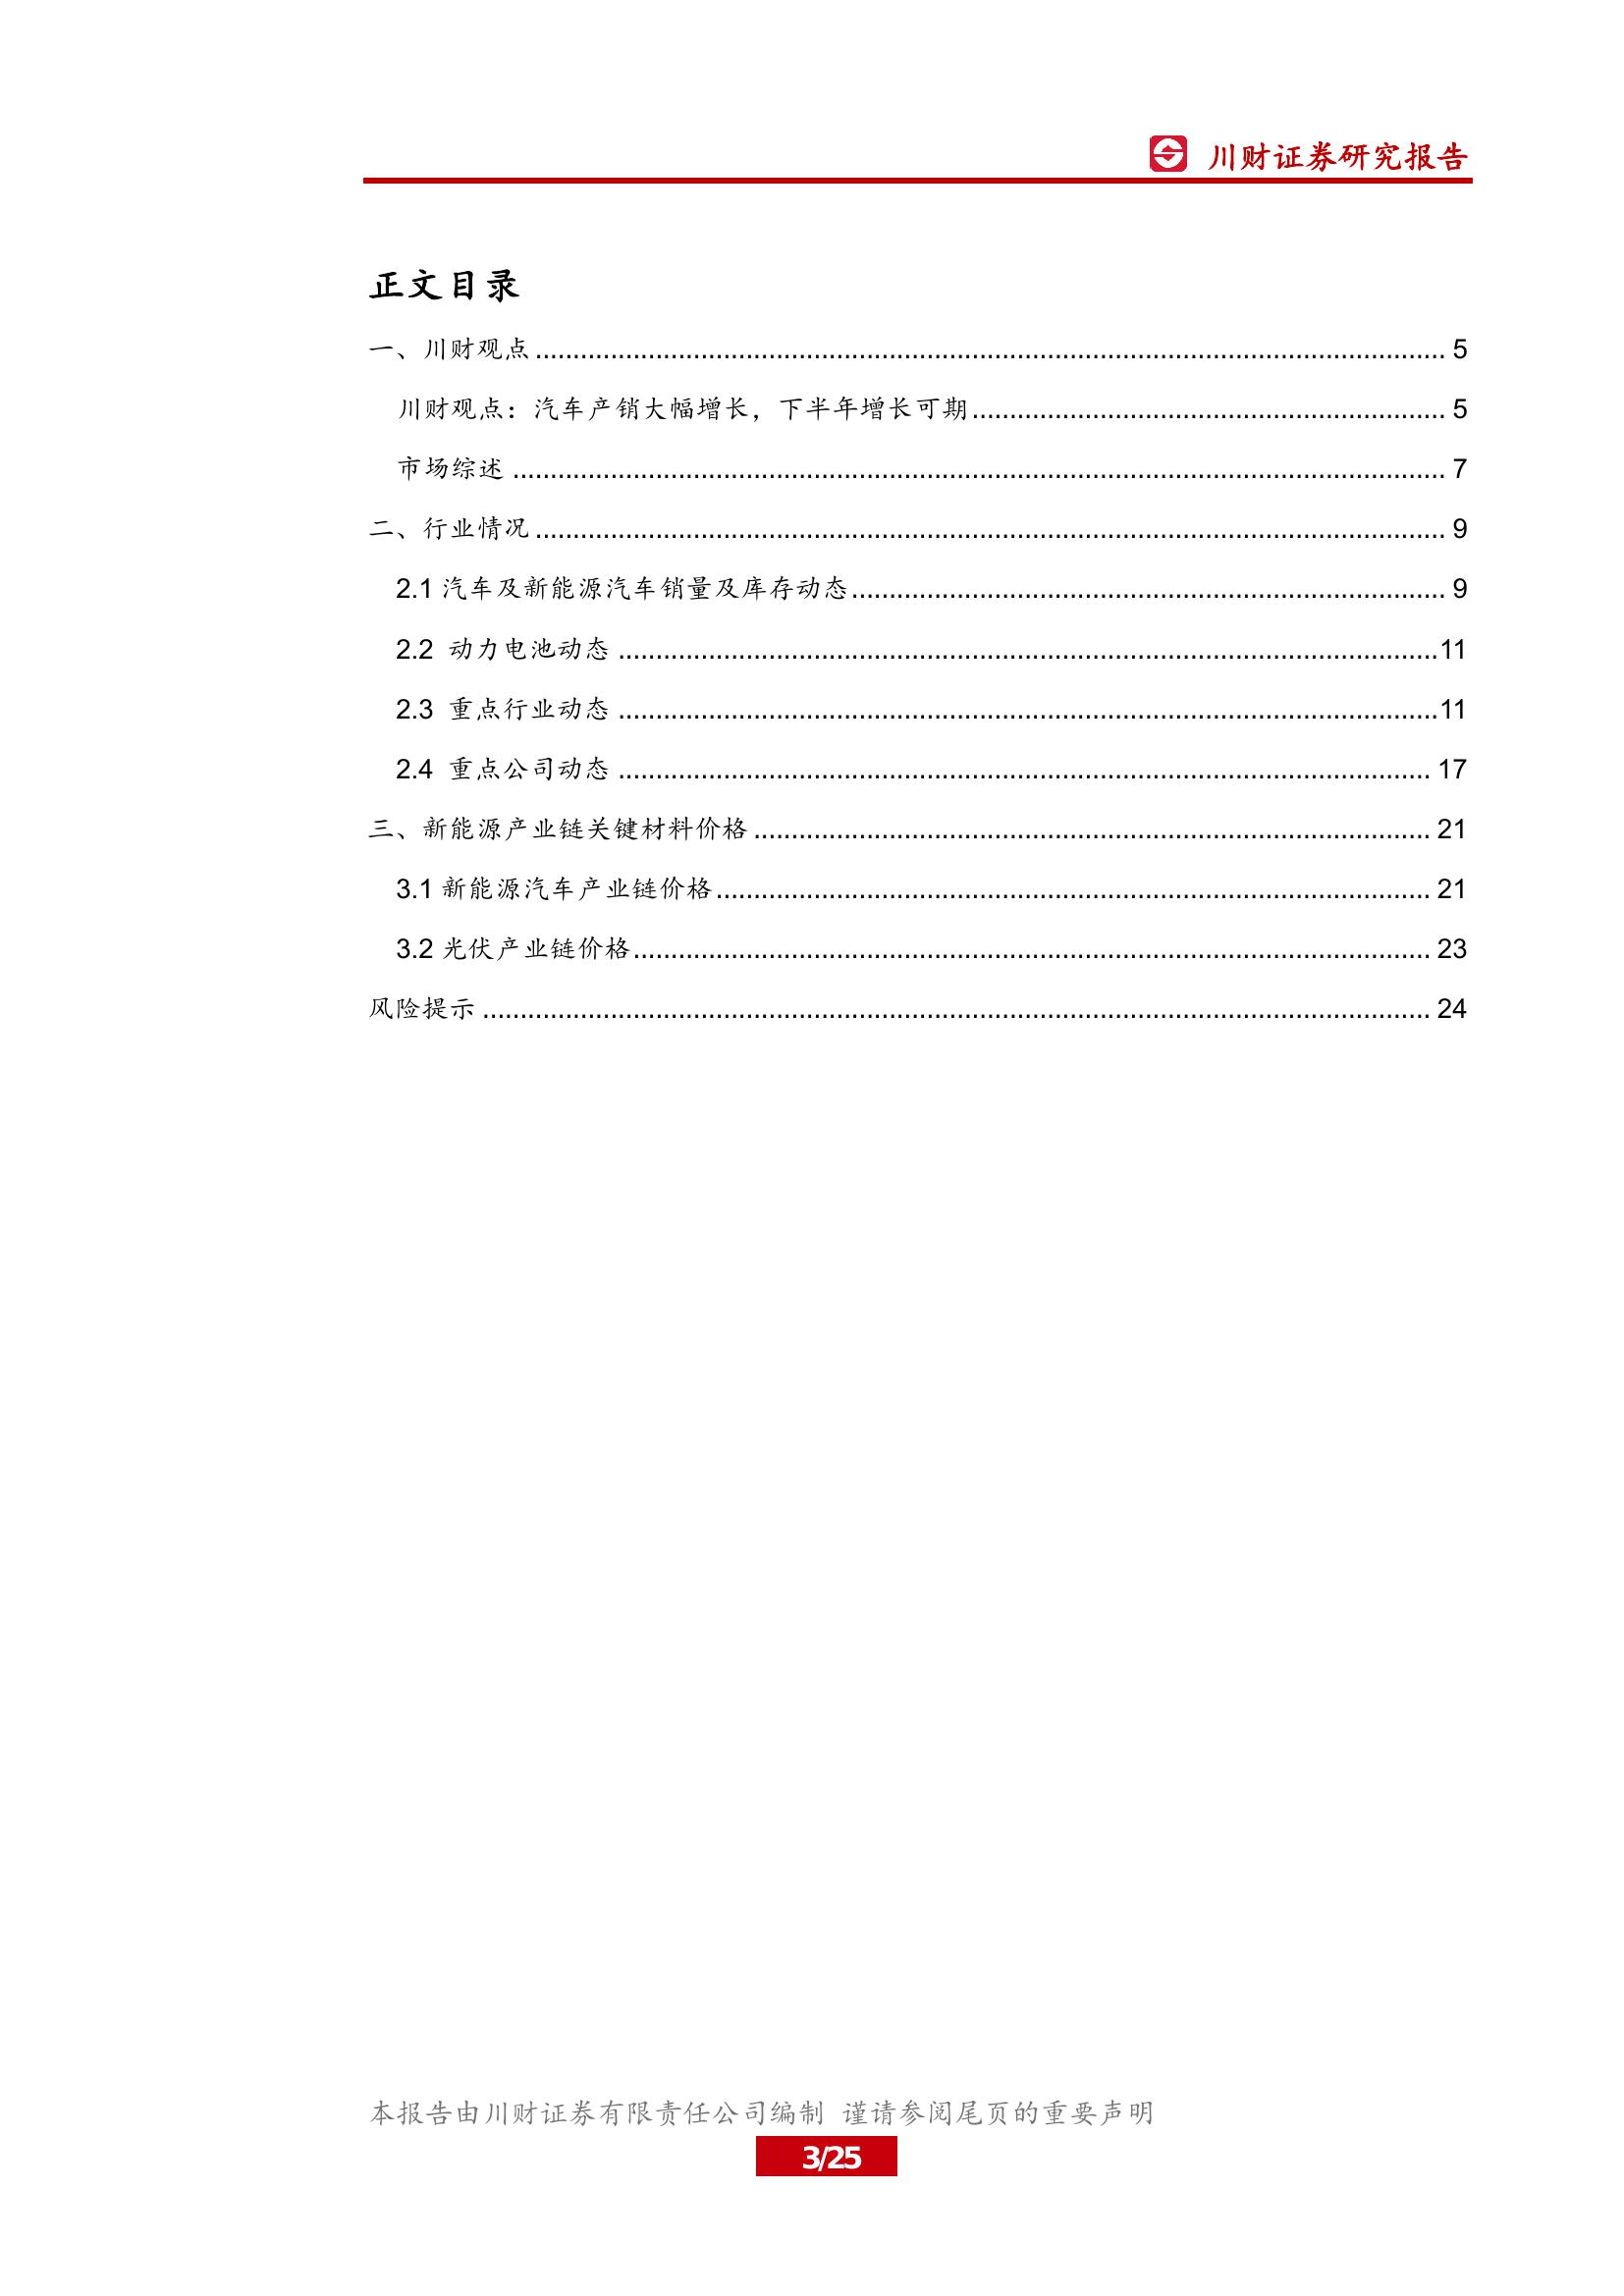 川财证券研究报告
正文目录
一、川财观点 5
川财观点：汽车产销大幅增长，下半年增长可期 5
市场综述 7
二、行业情况 9
2.1 汽车及新能源汽车销量及库存动态 9
2.2 动力电池动态 11
2.3 重点行业动态 11
2.4 重点公司动态 17
三、新能源产业链关键材料价格 21
3.1 新能源汽车产业链价格 21
3.2 光伏产业链价格 23
风险提示 24
本报告由川财证券有限责任公司编制 谨请参阅尾页的重要声明
3/25